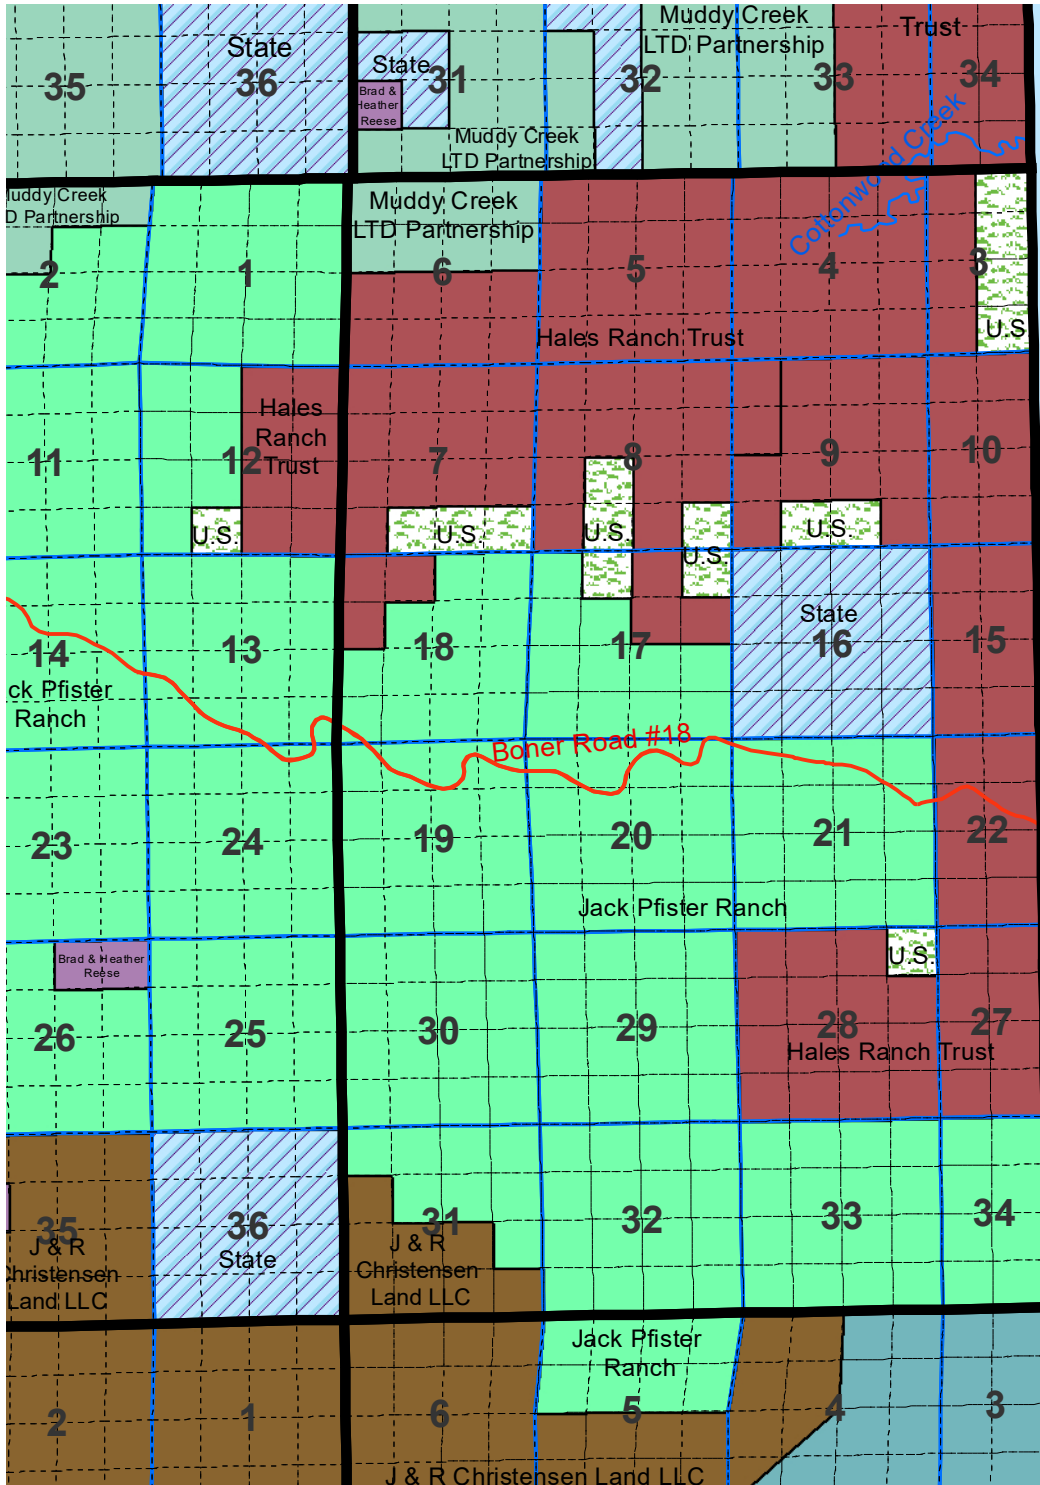 Muddy Creek
LTD Partnership
Trust
State
State
35
36
31
32
33
34
Brad &
Heather
Reese
Muddy Creek
LTD Partnership
Cottonwood Creek
Muddy Creek
D Partnership
Muddy Creek
LTD Partnership
2
1
6
5
4
3
U.S
Hales Ranch Trust
Hales
Ranch
Trust
11
12
7
8
9
10
U.S.
U.S.
U.S.
U.S.
U.S.
State
14
13
18
17
16
15
ck Pfister
Ranch
Boner Road #18
23
24
19
20
21
22
Jack Pfister Ranch
Brad & Heather
Reese
U.S.
26
25
30
29
28
27
Hales Ranch Trust
35
36
31
32
33
34
J & R
Christensen
Land LLC
State
J & R
Christensen
Land LLC
Jack Pfister
Ranch
2
1
6
5
4
3
J & R Christensen Land LLC